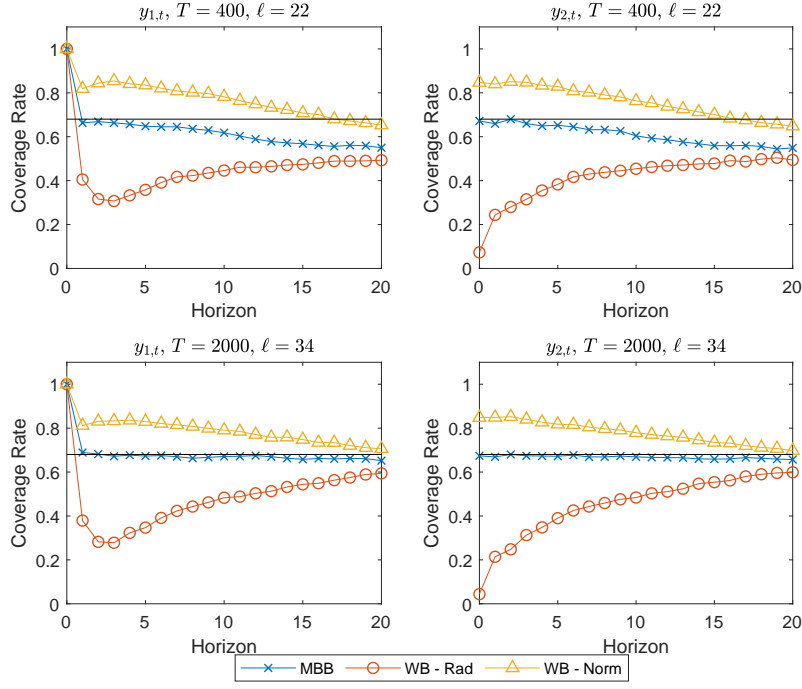 y1,t, T = 400, ℓ = 22
y2,t, T = 400, ℓ = 22
Coverage Rate
1
0.8
0.6
0.4
0.2
0
0 5 10 15 20
Horizon
Coverage Rate
1
0.8
0.6
0.4
0.2
0
0 5 10 15 20
Horizon
y1,t, T = 2000, ℓ = 34
y2,t, T = 2000, ℓ = 34
Coverage Rate
1
0.8
0.6
0.4
0.2
0
0 5 10 15 20
Horizon
Coverage Rate
1
0.8
0.6
0.4
0.2
0
0 5 10 15 20
Horizon
MBB WB - Rad WB - Norm